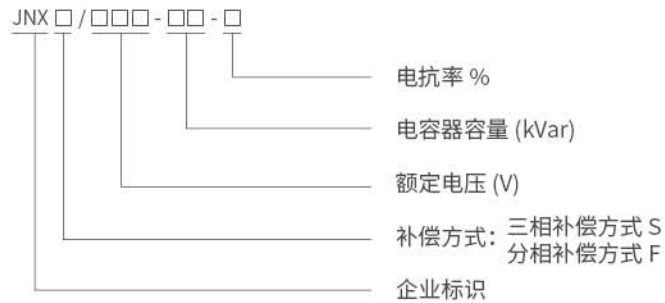 JNX □ / □□□ - □□ - □
电抗率 %
电容器容量 (kVar)
额定电压 (V)
补偿方式：三相补偿方式 S
分相补偿方式 F
企业标识